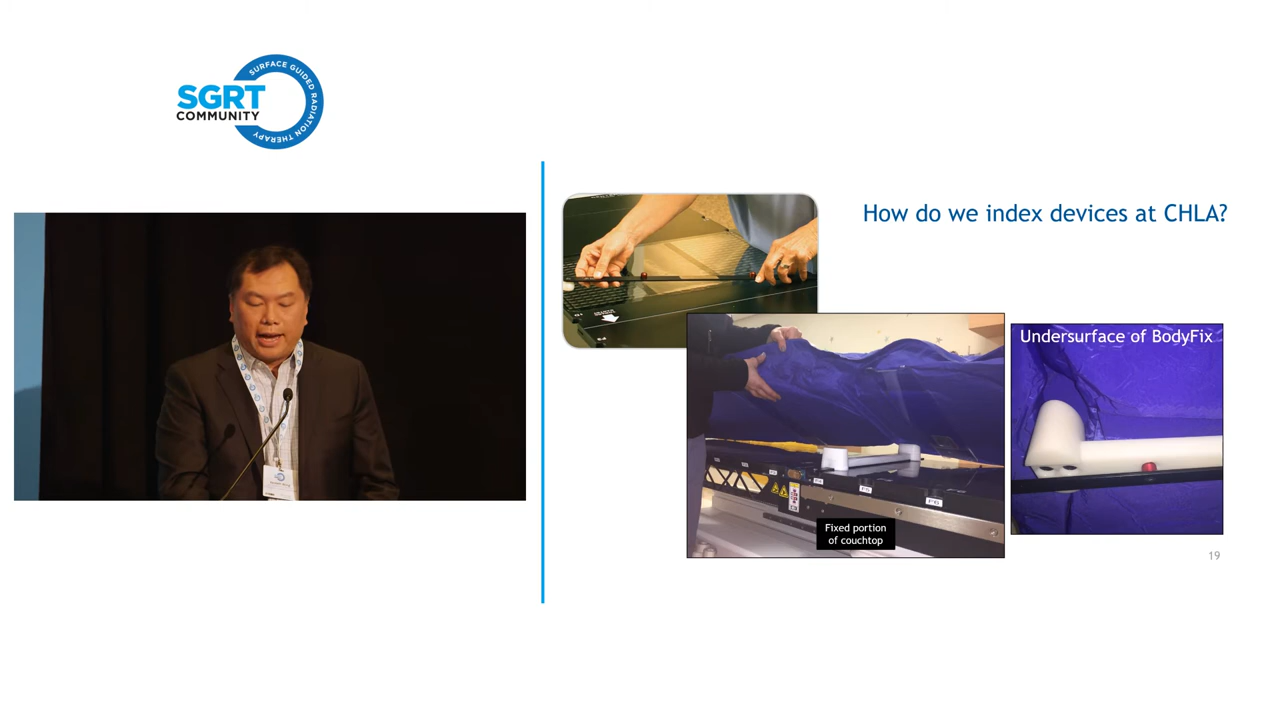 SURFACE GUIDED RADIATION THERAPY
SGRT
COMMUNITY
How do we index devices at CHLA?
Undersurface of BodyFix
Fixed portion
of couchtop
19